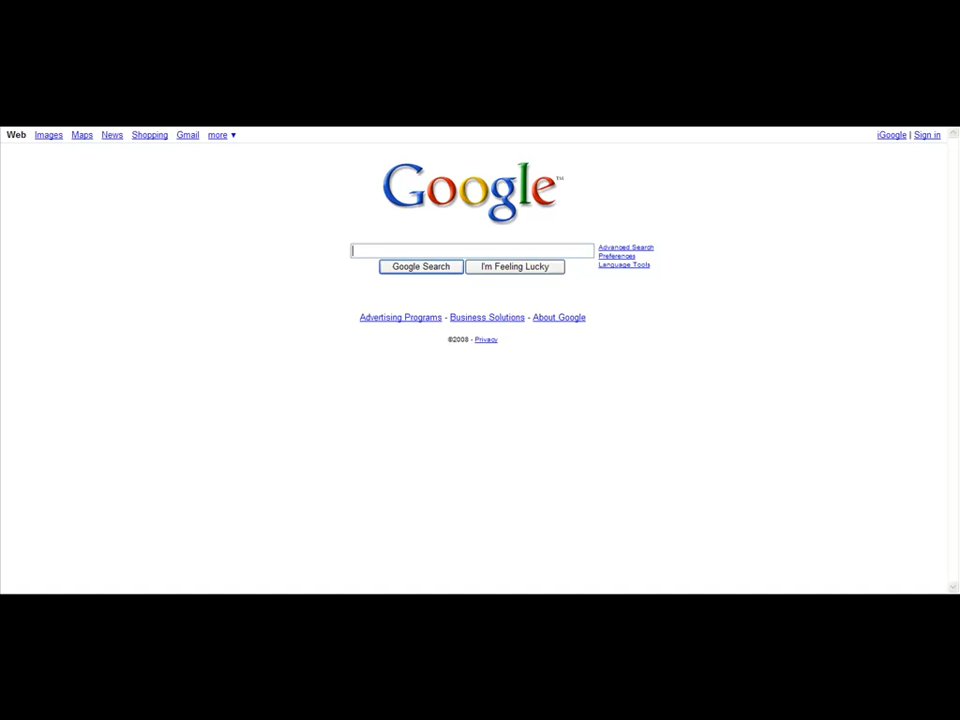 Web Images Maps News Shopping Gmail more ▼ iGoogle | Sign in
Google™
Advanced Search
Preferences
Language Tools
Google Search I'm Feeling Lucky
Advertising Programs - Business Solutions - About Google
©2008 - Privacy